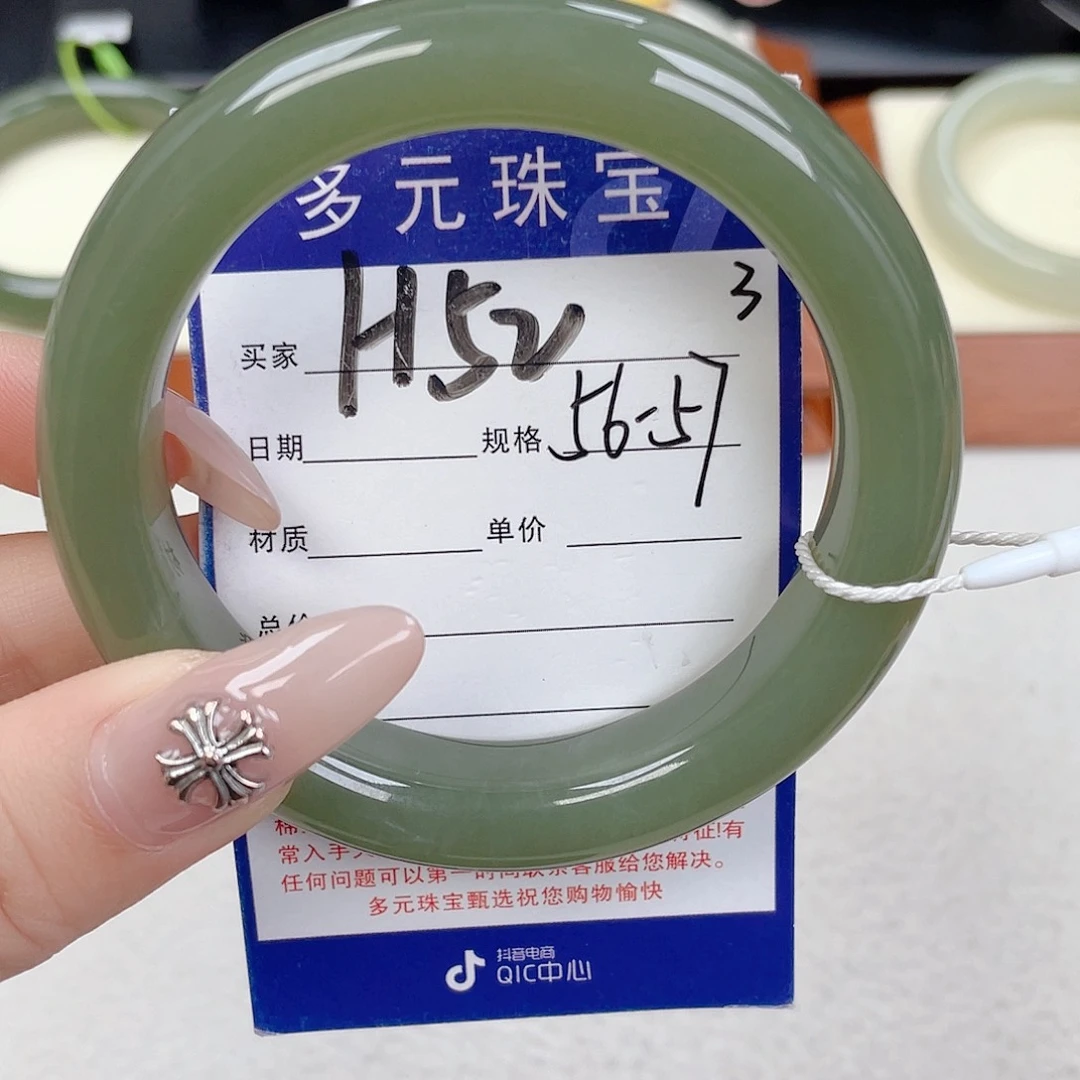 多元珠宝
3
买家 H52
日期 规格 56-57
材质 单价
总价
征!有
常入手
任何问题可以第一时间联系客服给您解决。
多元珠宝甄选祝您购物愉快
抖音电商
QIC中心